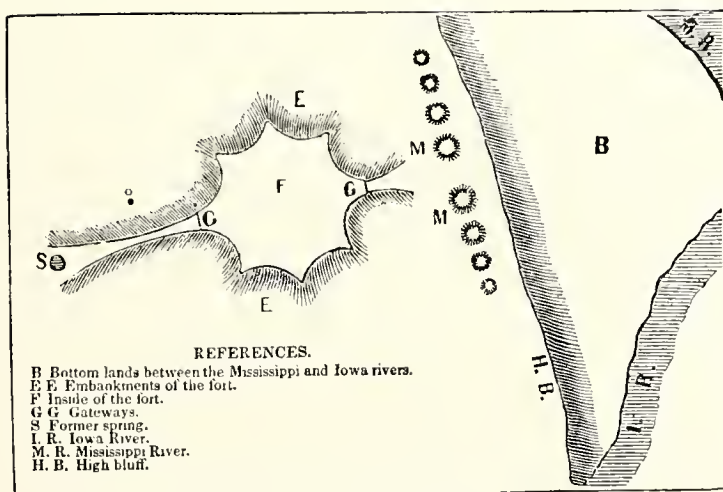 M. R.
E
M
B
F
G
G
M
S
E
H. B.
I. R.
REFERENCES.
B Bottom lands between the Mississippi and Iowa rivers.
E E Embankments of the fort.
F Inside of the fort.
G G Gateways.
S Former spring.
I. R. Iowa River.
M. R. Mississippi River.
H. B. High bluff.